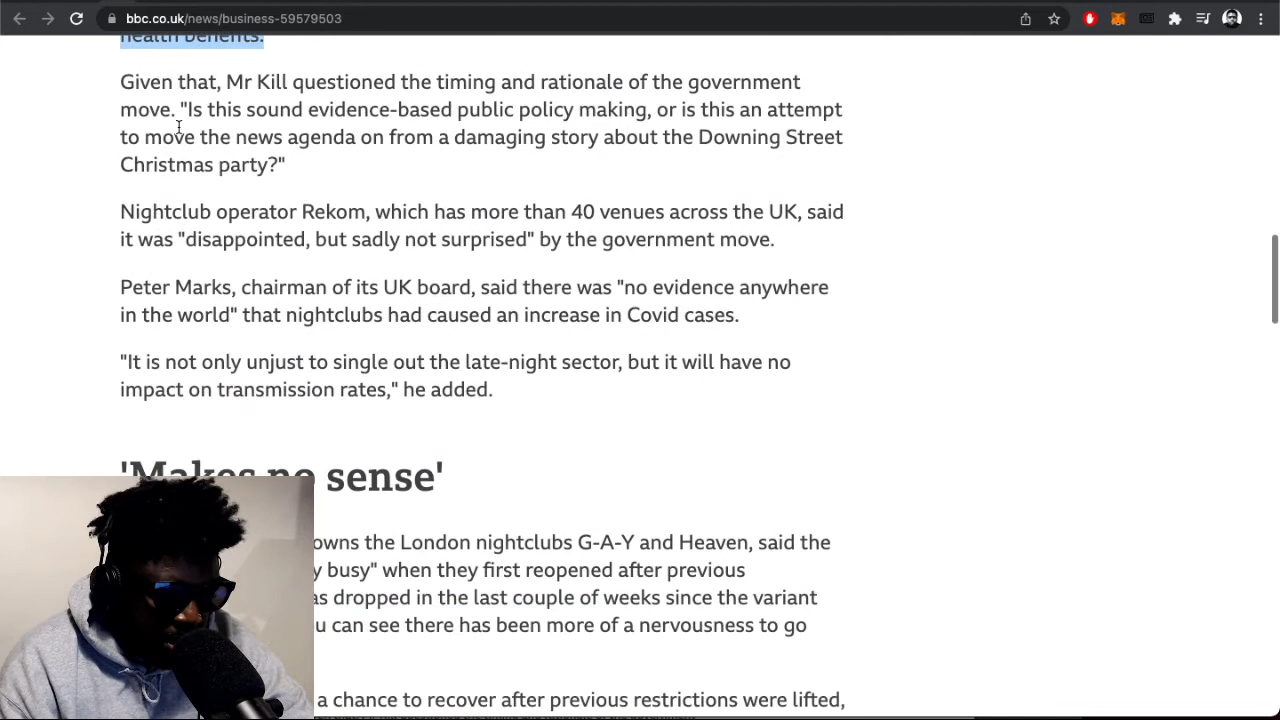 bbc.co.uk/news/business-59579503
health benefits.
Given that, Mr Kill questioned the timing and rationale of the government
move. "Is this sound evidence-based public policy making, or is this an attempt
to move the news agenda on from a damaging story about the Downing Street
Christmas party?"
Nightclub operator Rekom, which has more than 40 venues across the UK, said
it was "disappointed, but sadly not surprised" by the government move.
Peter Marks, chairman of its UK board, said there was "no evidence anywhere
in the world" that nightclubs had caused an increase in Covid cases.
"It is not only unjust to single out the late-night sector, but it will have no
impact on transmission rates," he added.
'Makes no sense'
owns the London nightclubs G-A-Y and Heaven, said the
busy" when they first reopened after previous
dropped in the last couple of weeks since the variant
can see there has been more of a nervousness to go
a chance to recover after previous restrictions were lifted,